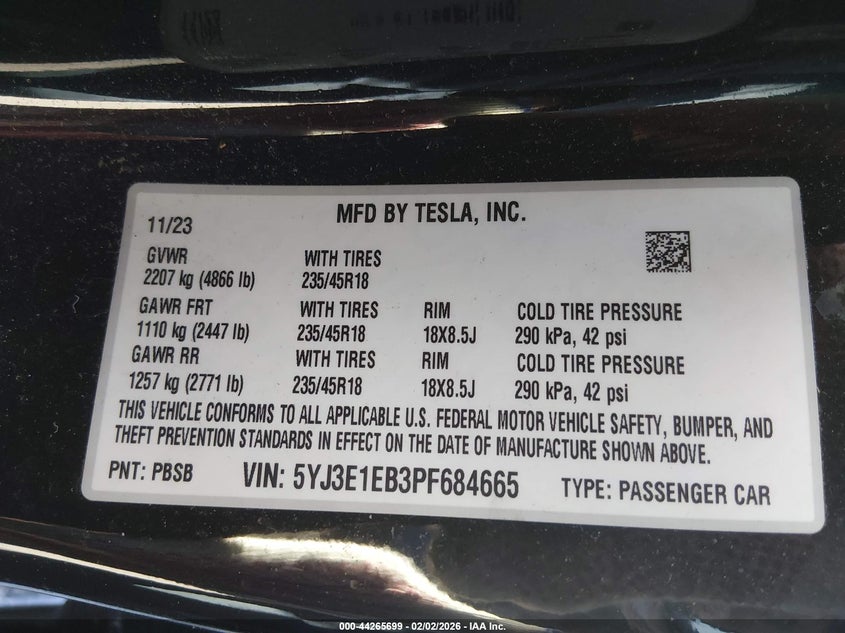 MFD BY TESLA, INC.
11/23
GVWR WITH TIRES
2207 kg (4866 lb) 235/45R18
GAWR FRT WITH TIRES RIM COLD TIRE PRESSURE
1110 kg (2447 lb) 235/45R18 18X8.5J 290 kPa, 42 psi
GAWR RR WITH TIRES RIM COLD TIRE PRESSURE
1257 kg (2771 lb) 235/45R18 18X8.5J 290 kPa, 42 psi
THIS VEHICLE CONFORMS TO ALL APPLICABLE U.S. FEDERAL MOTOR VEHICLE SAFETY, BUMPER, AND
THEFT PREVENTION STANDARDS IN EFFECT ON THE DATE OF MANUFACTURE SHOWN ABOVE.
PNT: PBSB VIN: 5YJ3E1EB3PF684665 TYPE: PASSENGER CAR
000-44265699 - 02/02/2026 - IAA Inc.